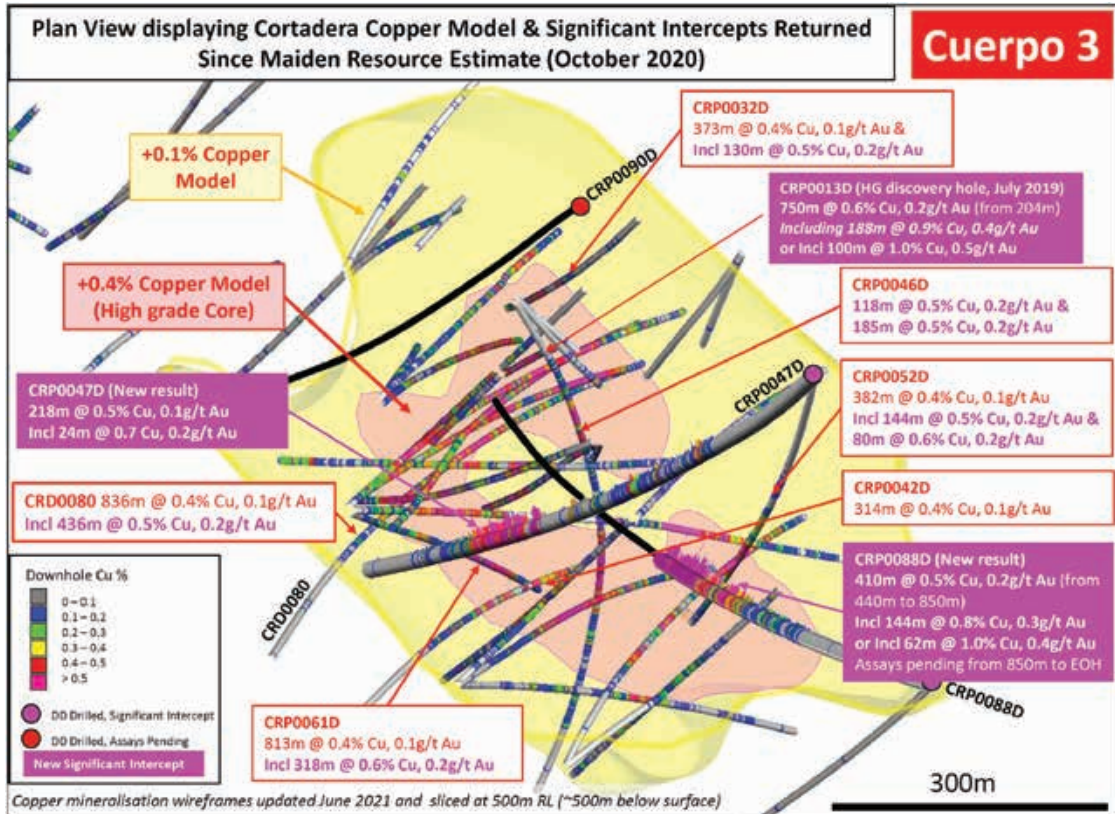 Plan View displaying Cortadera Copper Model & Significant Intercepts Returned
Since Maiden Resource Estimate (October 2020)
Cuerpo 3
+0.1% Copper
Model
CRP0090D
CRP0032D
373m @ 0.4% Cu, 0.1g/t Au &
Incl 130m @ 0.5% Cu, 0.2g/t Au
CRP0013D (HG discovery hole, July 2019)
750m @ 0.6% Cu, 0.2g/t Au (from 204m)
Including 188m @ 0.9% Cu, 0.4g/t Au
or Incl 100m @ 1.0% Cu, 0.5g/t Au
+0.4% Copper Model
(High grade Core)
CRP0046D
118m @ 0.5% Cu, 0.2g/t Au &
185m @ 0.5% Cu, 0.2g/t Au
CRP0047D
CRP0047D (New result)
218m @ 0.5% Cu, 0.1g/t Au
Incl 24m @ 0.7 Cu, 0.2g/t Au
CRP0052D
382m @ 0.4% Cu, 0.1g/t Au
Incl 144m @ 0.5% Cu, 0.2g/t Au &
80m @ 0.6% Cu, 0.2g/t Au
CRD0080 836m @ 0.4% Cu, 0.1g/t Au
Incl 436m @ 0.5% Cu, 0.2g/t Au
CRP0042D
314m @ 0.4% Cu, 0.1g/t Au
CRD0080
CRP0088D (New result)
410m @ 0.5% Cu, 0.2g/t Au (from
440m to 850m)
Incl 144m @ 0.8% Cu, 0.3g/t Au
or Incl 62m @ 1.0% Cu, 0.4g/t Au
Assays pending from 850m to EOH
CRP0088D
Downhole Cu %
0 – 0.1
0.1 – 0.2
0.2 – 0.3
0.3 – 0.4
0.4 – 0.5
> 0.5
DD Drilled, Significant Intercept
DD Drilled, Assays Pending
New Significant Intercept
CRP0061D
813m @ 0.4% Cu, 0.1g/t Au
Incl 318m @ 0.6% Cu, 0.2g/t Au
300m
Copper mineralisation wireframes updated June 2021 and sliced at 500m RL (~500m below surface)